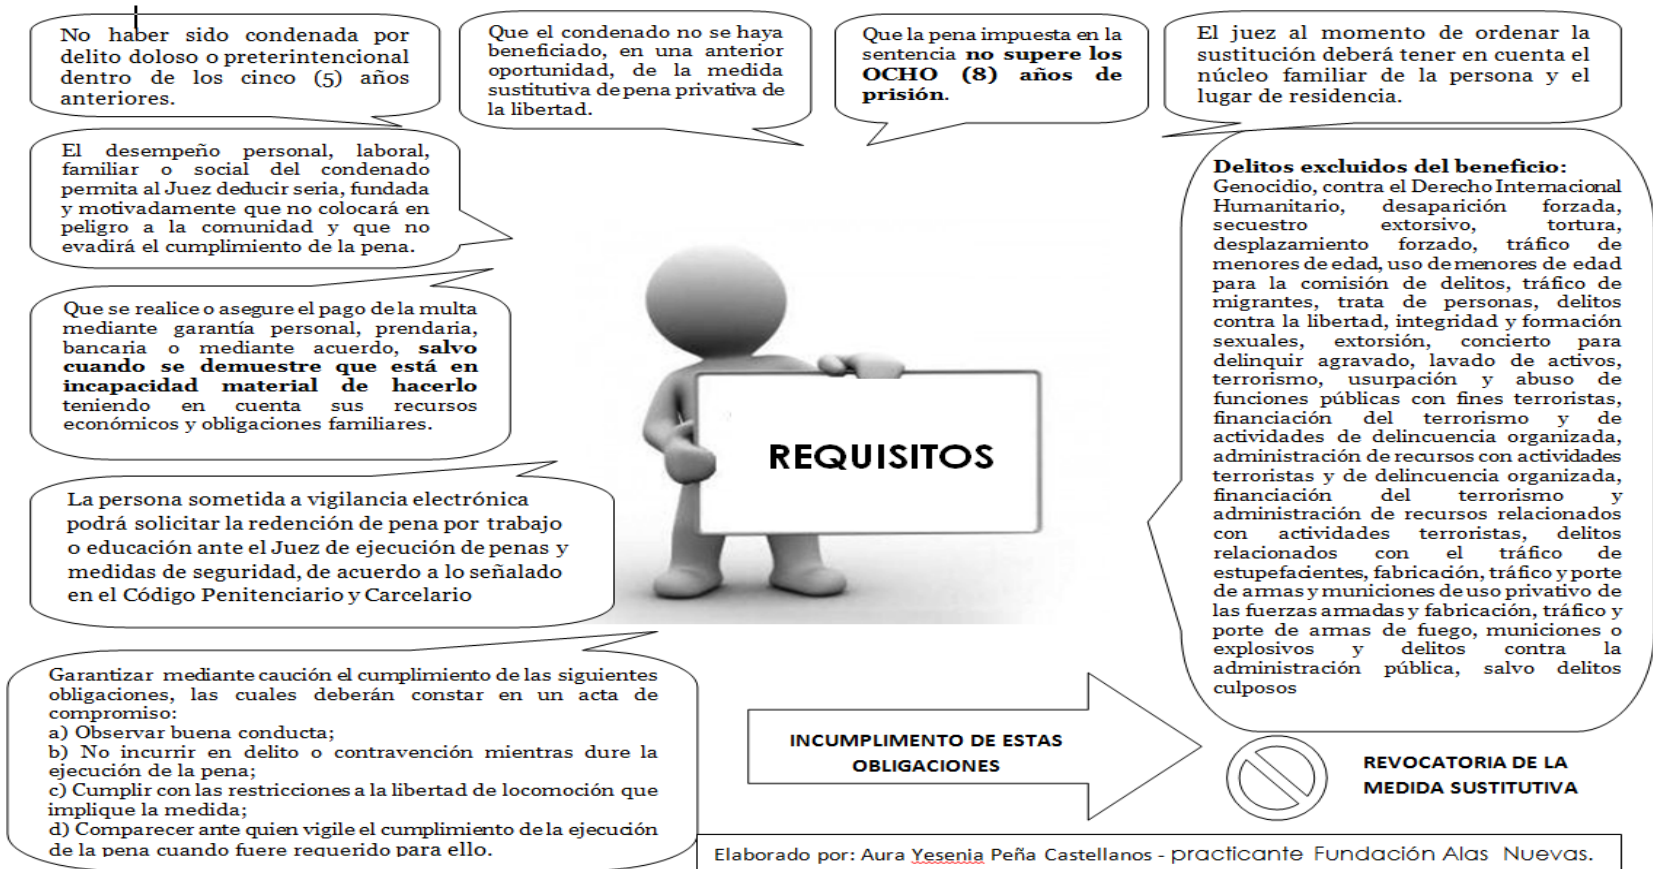 No haber sido condenada por
delito doloso o preterintencional
dentro de los cinco (5) años
anteriores.
Que el condenado no se haya
beneficiado, en una anterior
oportunidad, de la medida
sustitutiva de pena privativa de
la libertad.
Que la pena impuesta en la
sentencia no supere los
OCHO (8) años de
prisión.
El juez al momento de ordenar la
sustitución deberá tener en cuenta el
núcleo familiar de la persona y el
lugar de residencia.
El desempeño personal, laboral,
familiar o social del condenado
permita al Juez deducir seria, fundada
y motivadamente que no colocará en
peligro a la comunidad y que no
evadirá el cumplimiento de la pena.
Que se realice o asegure el pago de la multa
mediante garantía personal, prendaria,
bancaria o mediante acuerdo, salvo
cuando se demuestre que está en
incapacidad material de hacerlo
teniendo en cuenta sus recursos
económicos y obligaciones familiares.
La persona sometida a vigilancia electrónica
podrá solicitar la redención de pena por trabajo
o educación ante el Juez de ejecución de penas y
medidas de seguridad, de acuerdo a lo señalado
en el Código Penitenciario y Carcelario
Garantizar mediante caución el cumplimiento de las siguientes
obligaciones, las cuales deberán constar en un acta de
compromiso:
a) Observar buena conducta;
b) No incurrir en delito o contravención mientras dure la
ejecución de la pena;
c) Cumplir con las restricciones a la libertad de locomoción que
implique la medida;
d) Comparecer ante quien vigile el cumplimiento de la ejecución
de la pena cuando fuere requerido para ello.
REQUISITOS
Delitos excluidos del beneficio:
Genocidio, contra el Derecho Internacional
Humanitario, desaparición forzada,
secuestro extorsivo, tortura,
desplazamiento forzado, tráfico de
menores de edad, uso de menores de edad
para la comisión de delitos, tráfico de
migrantes, trata de personas, delitos
contra la libertad, integridad y formación
sexuales, extorsión, concierto para
delinquir agravado, lavado de activos,
terrorismo, usurpación y abuso de
funciones públicas con fines terroristas,
financiación del terrorismo y de
actividades de delincuencia organizada,
administración de recursos con actividades
terroristas y de delincuencia organizada,
financiación del terrorismo y
administración de recursos relacionados
con actividades terroristas, delitos
relacionados con el tráfico de
estupefacientes, fabricación, tráfico y porte
de armas y municiones de uso privativo de
las fuerzas armadas y fabricación, tráfico y
porte de armas de fuego, municiones o
explosivos y delitos contra la
administración pública, salvo delitos
culposos
INCUMPLIMENTO DE ESTAS
OBLIGACIONES
REVOCATORIA DE LA
MEDIDA SUSTITUTIVA
Elaborado por: Aura Yesenia Peña Castellanos - practicante Fundación Alas Nuevas.